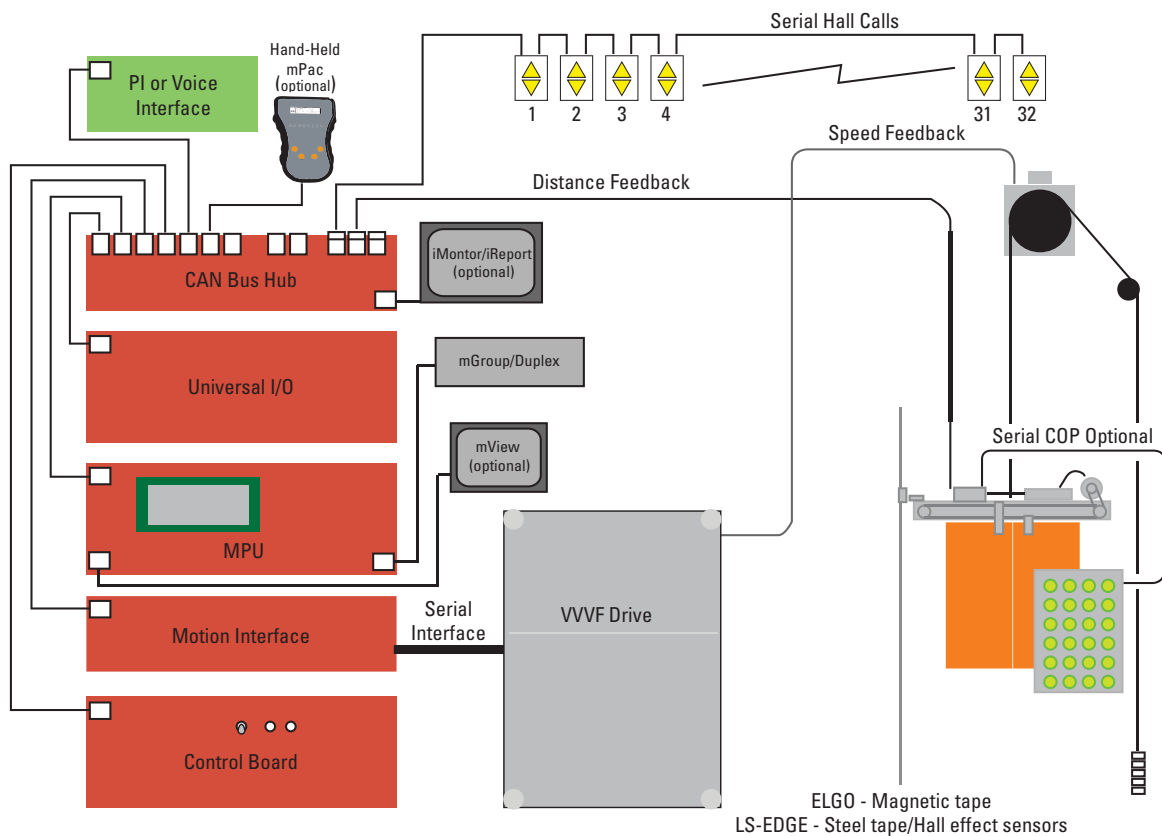 Serial Hall Calls
Hand-Held
mPac
(optional)
PI or Voice
Interface
1
2
3
4
31
32
Speed Feedback
Distance Feedback
CAN Bus Hub
iMontor/iReport
(optional)
Universal I/O
mGroup/Duplex
mView
(optional)
Serial COP Optional
MPU
Serial
Interface
VVVF Drive
Motion Interface
Control Board
ELGO - Magnetic tape
LS-EDGE - Steel tape/Hall effect sensors